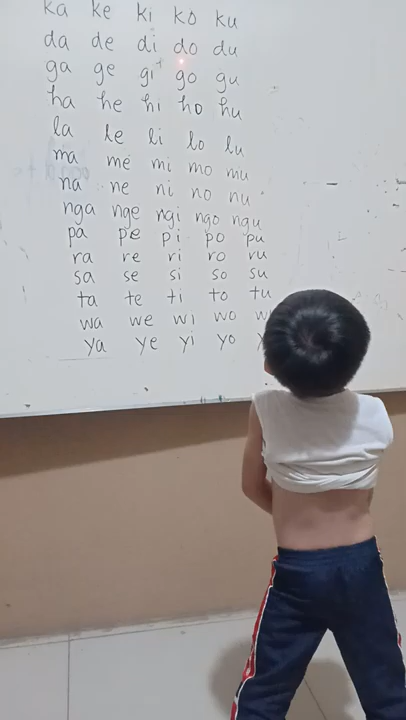 ka ke ki ko ku
da de di do du
ga ge gi go gu
ha he hi ho hu
la le li lo lu
ma me mi mo mu
na ne ni no nu
nga nge ngi ngo ngu
pa pe pi po pu
ra re ri ro ru
sa se si so su
ta te ti to tu
wa we wi wo
ya ye yi yo